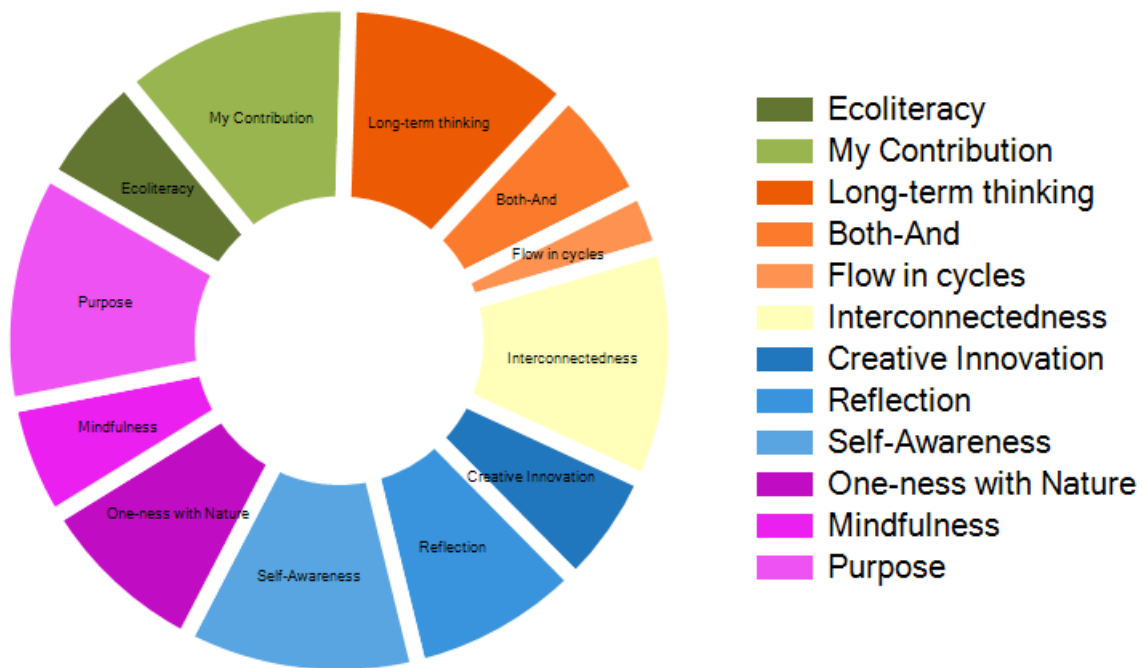 My Contribution
Long-term thinking
Ecoliteracy
Both-And
Flow in cycles
Purpose
Interconnectedness
Mindfulness
Creative Innovation
One-ness with Nature
Reflection
Self-Awareness
Ecoliteracy
My Contribution
Long-term thinking
Both-And
Flow in cycles
Interconnectedness
Creative Innovation
Reflection
Self-Awareness
One-ness with Nature
Mindfulness
Purpose